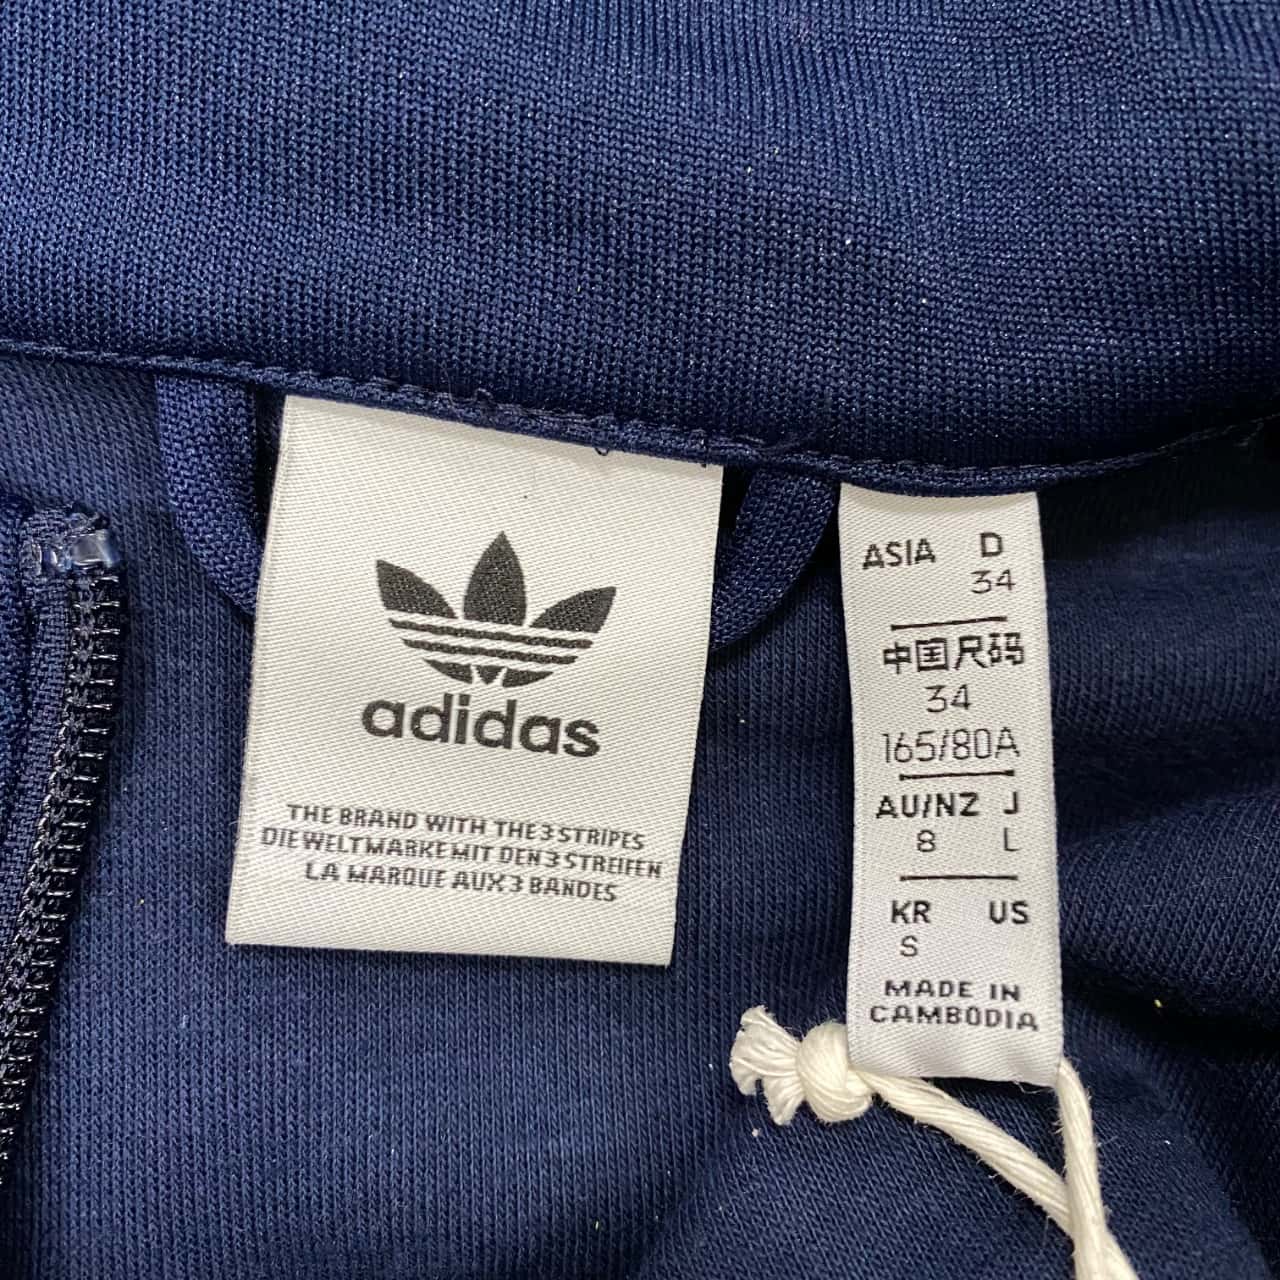 adidas
THE BRAND WITH THE 3 STRIPES
DIE WELTMARKE MIT DEN 3 STREIFEN
LA MARQUE AUX 3 BANDES
ASIA D
34
中国尺码
34
165/80A
AU/NZ J
8 L
KR US
S
MADE IN
CAMBODIA